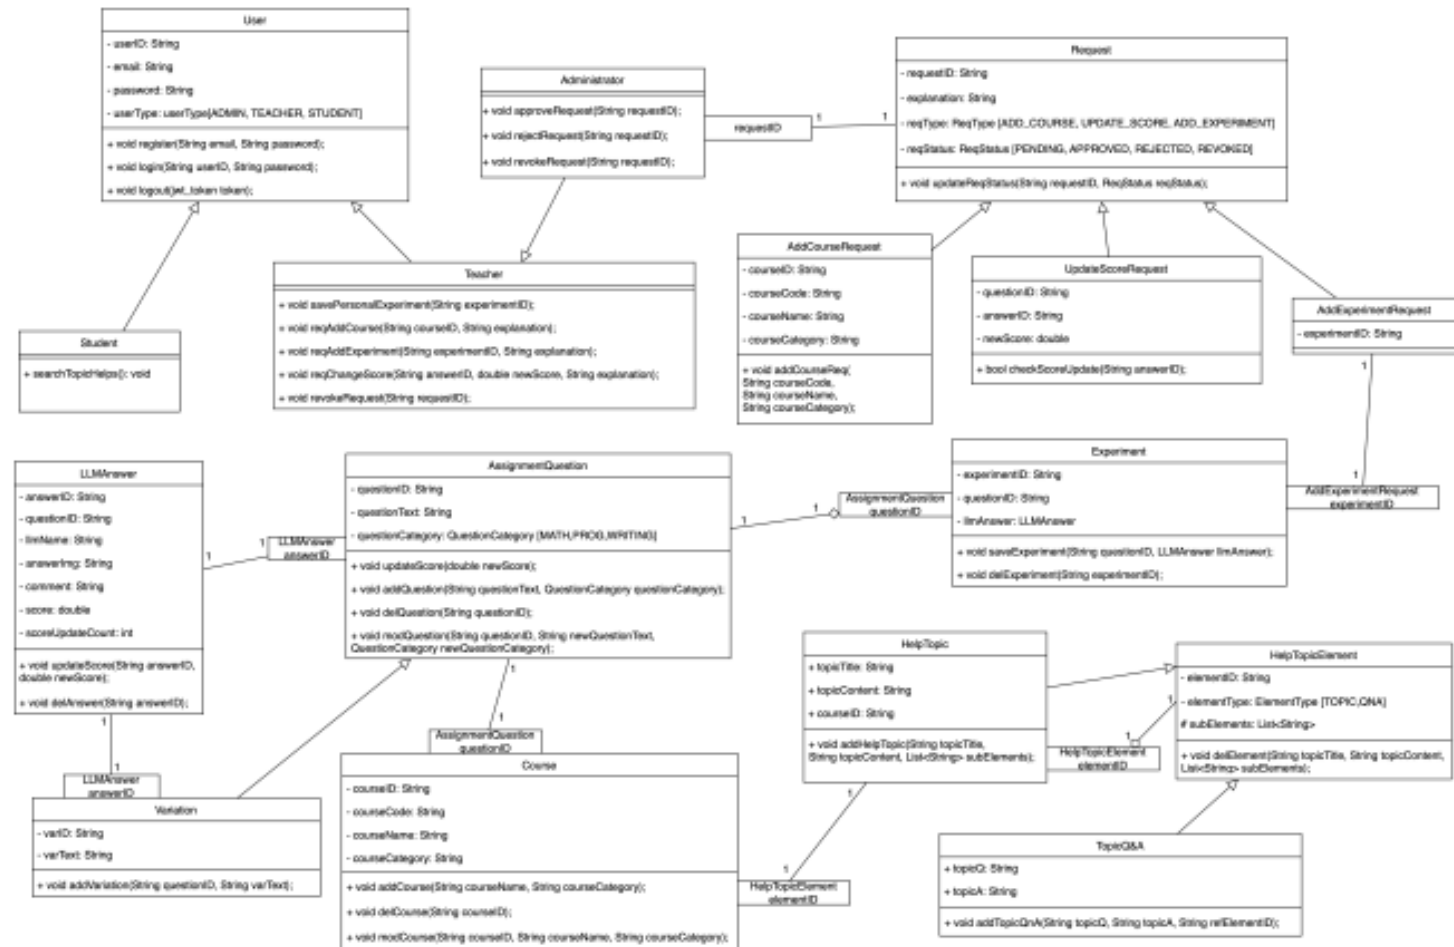 User
- userID: String
- email: String
- password: String
- userType: userType[ADMIN, TEACHER, STUDENT]
+ void register(String email, String password);
+ void login(String userID, String password);
+ void logout(jwt_token token);
Administrator
+ void approveRequest(String requestID);
+ void rejectRequest(String requestID);
+ void revokeRequest(String requestID);
requestID
1
1
Request
- requestID: String
- explanation: String
- reqType: ReqType [ADD_COURSE, UPDATE_SCORE, ADD_EXPERIMENT]
- reqStatus: ReqStatus [PENDING, APPROVED, REJECTED, REVOKED]
+ void updateReqStatus(String requestID, ReqStatus reqStatus);
Student
+ searchTopicHelps(): void
Teacher
+ void savePersonalExperiment(String experimentID);
+ void reqAddCourse(String courseID, String explanation);
+ void reqAddExperiment(String experimentID, String explanation);
+ void reqChangeScore(String answerID, double newScore, String explanation);
+ void revokeRequest(String requestID);
AddCourseRequest
- courseID: String
- courseCode: String
- courseName: String
- courseCategory: String
+ void addCourseReq(
String courseCode,
String courseName,
String courseCategory);
UpdateScoreRequest
- questionID: String
- answerID: String
- newScore: double
+ bool checkScoreUpdate(String answerID);
AddExperimentRequest
- experimentID: String
1
1
AddExperimentRequest
experimentID
LLMAnswer
- answerID: String
- questionID: String
- llmName: String
- answerImg: String
- comment: String
- score: double
- scoreUpdateCount: int
+ void updateScore(String answerID,
double newScore);
+ void delAnswer(String answerID);
1
1
LLMAnswer
answerID
AssignmentQuestion
- questionID: String
- questionText: String
- questionCategory: QuestionCategory [MATH,PROG,WRITING]
+ void updateScore(double newScore);
+ void addQuestion(String questionText, QuestionCategory questionCategory);
+ void delQuestion(String questionID);
+ void modQuestion(String questionID, String newQuestionText,
QuestionCategory newQuestionCategory);
1
1
AssignmentQuestion
questionID
Experiment
- experimentID: String
- questionID: String
- llmAnswer: LLMAnswer
+ void saveExperiment(String questionID, LLMAnswer llmAnswer);
+ void delExperiment(String experimentID);
1
1
LLMAnswer
answerID
Variation
- varID: String
- varText: String
+ void addVariation(String questionID, String varText);
1
1
AssignmentQuestion
questionID
Course
- courseID: String
- courseCode: String
- courseName: String
- courseCategory: String
+ void addCourse(String courseName, String courseCategory);
+ void delCourse(String courseID);
+ void modCourse(String courseID, String courseName, String courseCategory);
HelpTopic
+ topicTitle: String
+ topicContent: String
+ courseID: String
+ void addHelpTopic(String topicTitle,
String topicContent, List<String> subElements);
1
1
HelpTopicElement
elementID
1
1
HelpTopicElement
elementID
HelpTopicElement
- elementID: String
- elementType: ElementType [TOPIC,QNA]
# subElements: List<String>
+ void delElement(String topicTitle, String topicContent,
List<String> subElements);
TopicQ&A
+ topicQ: String
+ topicA: String
+ void addTopicQnA(String topicQ, String topicA, String refElementID);